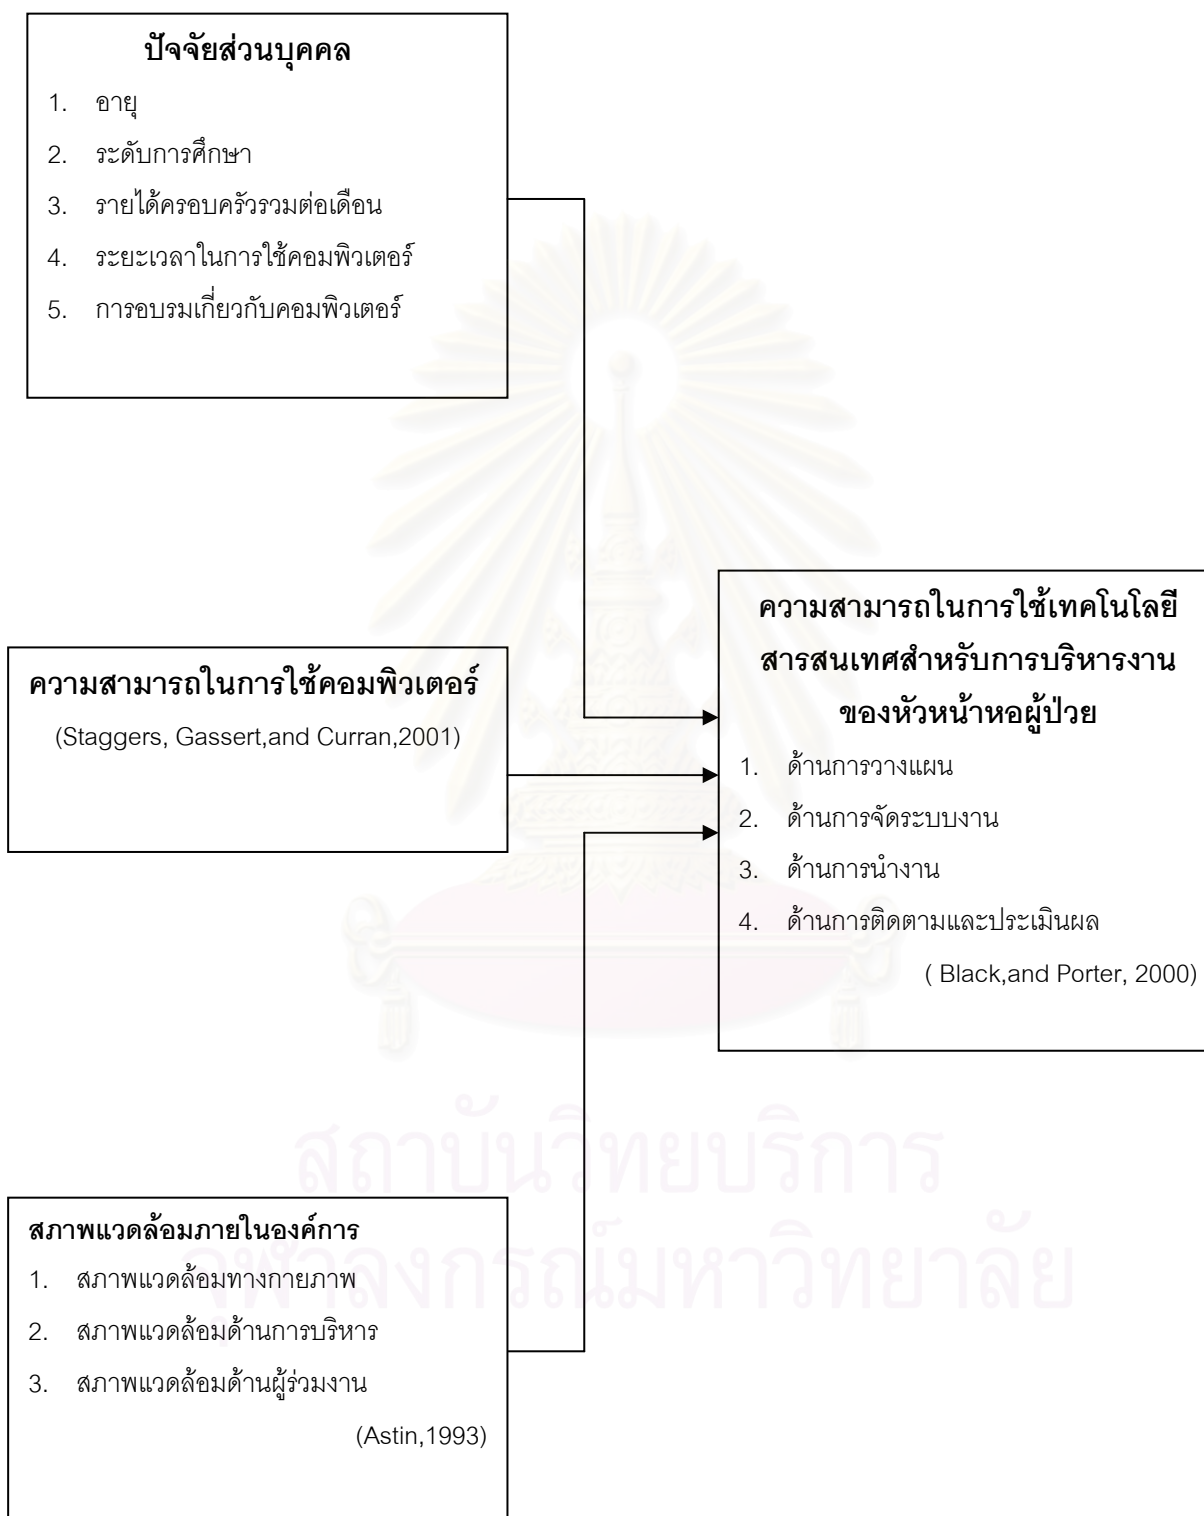 ปัจจัยส่วนบุคคล
1. อายุ
2. ระดับการศึกษา
3. รายได้ครอบครัวรวมต่อเดือน
4. ระยะเวลาในการใช้คอมพิวเตอร์
5. การอบรมเกี่ยวกับคอมพิวเตอร์
ความสามารถในการใช้คอมพิวเตอร์
(Staggers, Gassert,and Curran,2001)
ความสามารถในการใช้เทคโนโลยี
สารสนเทศสำหรับการบริหารงาน
ของหัวหน้าหอผู้ป่วย
1. ด้านการวางแผน
2. ด้านการจัดระบบงาน
3. ด้านการนำงาน
4. ด้านการติดตามและประเมินผล
( Black,and Porter, 2000)
สภาพแวดล้อมภายในองค์การ
1. สภาพแวดล้อมทางกายภาพ
2. สภาพแวดล้อมด้านการบริหาร
3. สภาพแวดล้อมด้านผู้ร่วมงาน
(Astin,1993)
สถาบันวิทยบริการ
จุฬาลงกรณ์มหาวิทยาลัย